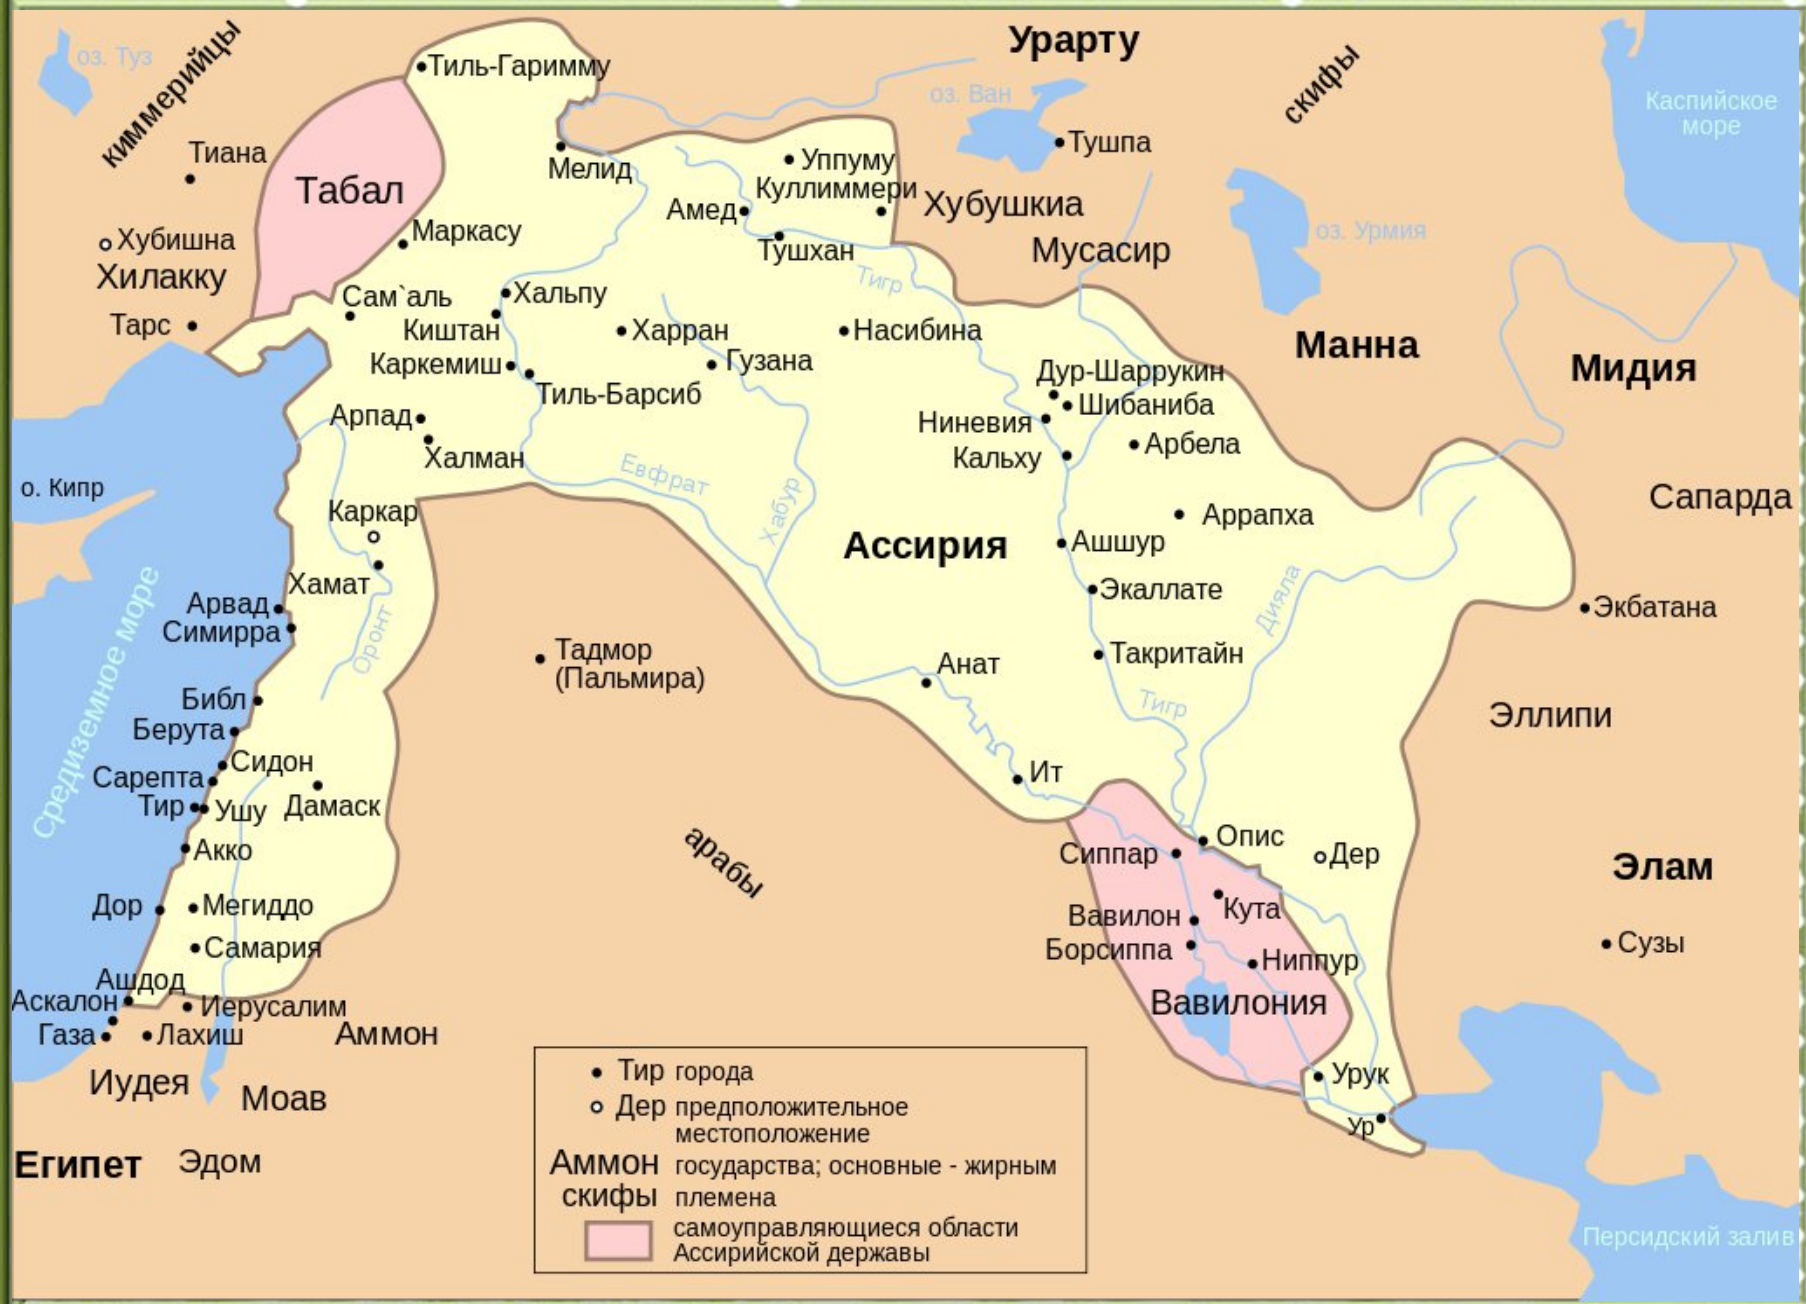 Урарту
оз. Туз
киммерийцы
Тиль-Гаримму
скифы
оз. Ван
Каспийское
море
Тушпа
Тиана
Табал
Мелид
Уппуму
Куллиммери
Амед
Хубушкиа
Хубишна
Маркасу
Тушхан
Мусасир
оз. Урмия
Хилакку
Тигр
Сам`аль
Хальпу
Тарс
Киштан
Харран
Насибина
Манна
Каркемиш
Гузана
Дур-Шаррукин
Мидия
Тиль-Барсиб
Шибаниба
Арпад
Ниневия
Арбела
Халман
Кальху
Евфрат
о. Кипр
Сапарда
Каркар
Хабур
Аррапха
Ассирия
Ашшур
Хамат
Экаллате
Дияла
Арвад
Экбатана
Симирра
Оронт
Средиземное море
Тадмор
(Пальмира)
Анат
Такритайн
Библ
Тигр
Эллипи
Берута
Сидон
Сарепта
Ит
Тир
Ушу
Дамаск
Акко
арабы
Опис
Сиппар
Дер
Элам
Дор
Мегиддо
Кута
Вавилон
Самария
Борсиппа
Сузы
Ниппур
Ашдод
Аскалон
Иерусалим
Вавилония
Газа
Лахиш
Аммон
Иудея
Моав
Урук
Ур
Египет
Эдом
Персидский залив
Тир города
Дер предположительное
местоположение
Аммон государства; основные - жирным
скифы племена
самоуправляющиеся области
Ассирийской державы